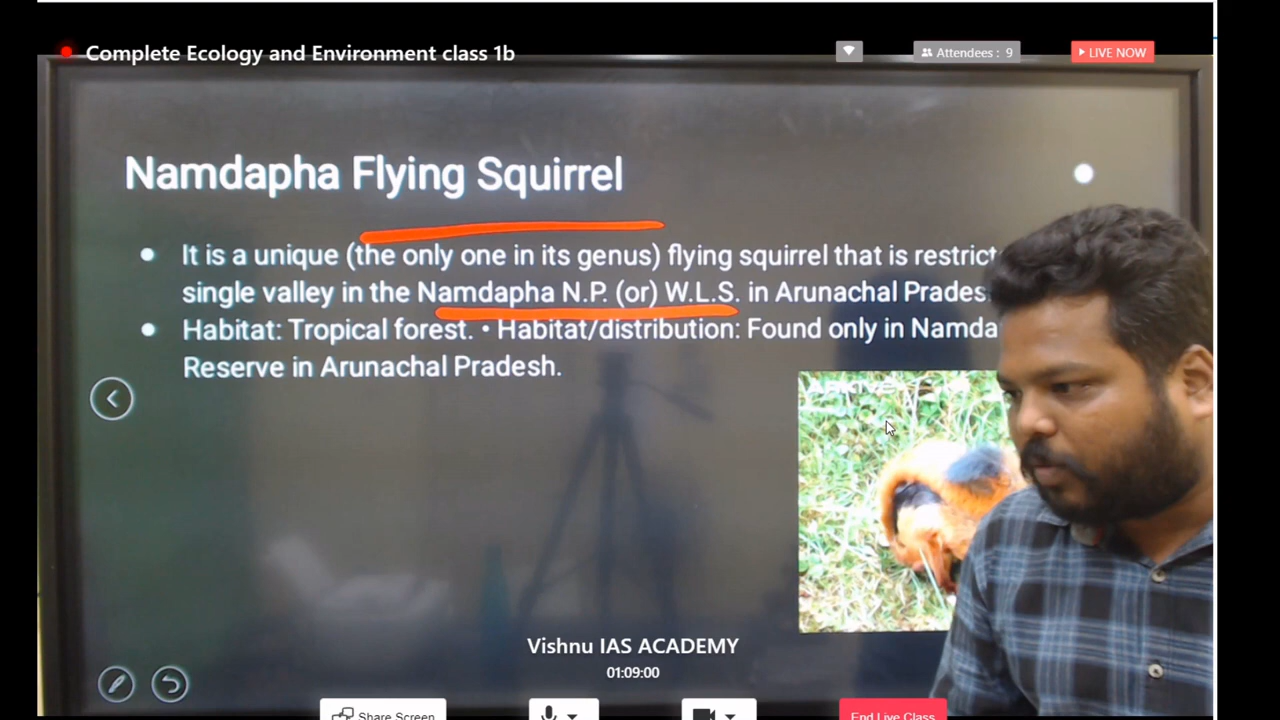 Complete Ecology and Environment class 1b
Attendees : 9
LIVE NOW
Namdapha Flying Squirrel
• It is a unique (the only one in its genus) flying squirrel that is
single valley in the Namdapha N.P. (or) W.L.S. in Arunachal
• Habitat: Tropical forest. • Habitat/distribution: Found only in
Reserve in Arunachal Pradesh.
Vishnu IAS ACADEMY
01:09:00
Share Screen
End Live Class